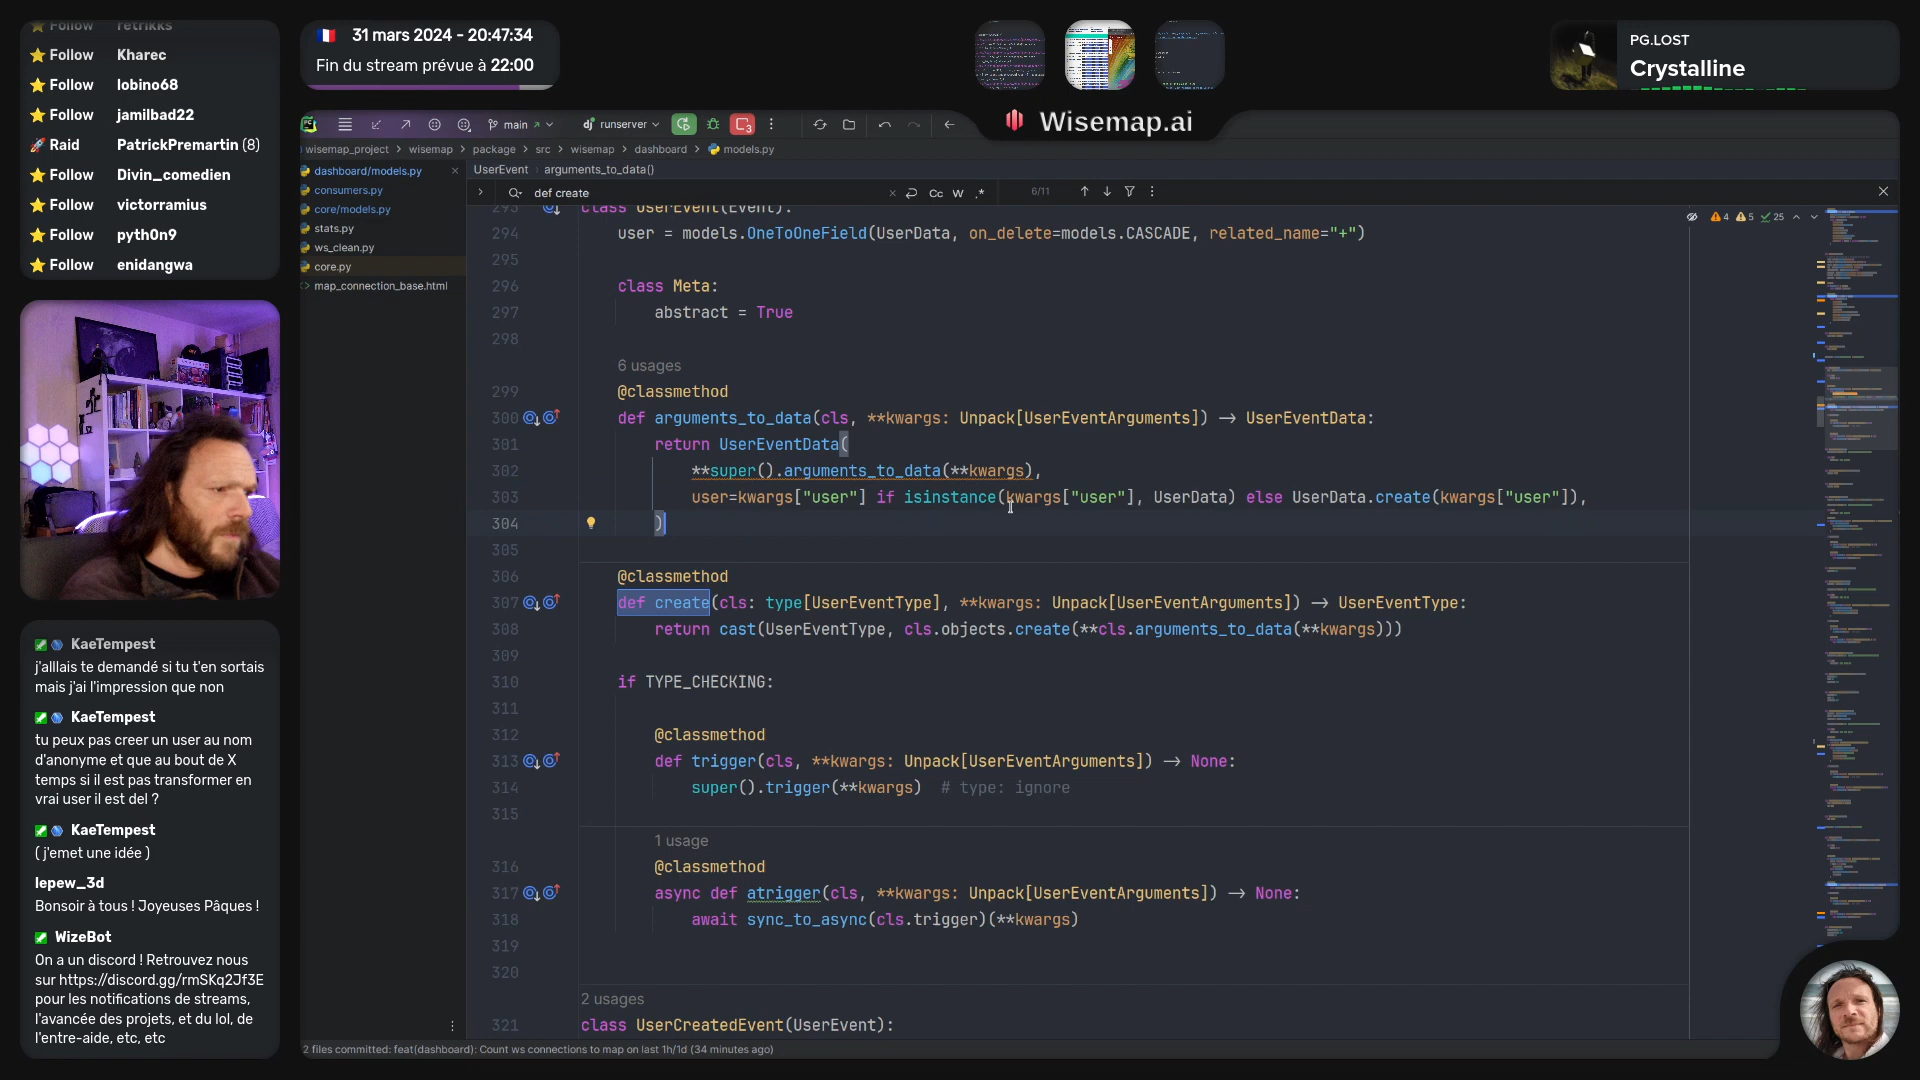 Follow retrikks
Follow Kharec
Follow lobino68
Follow jamilbad22
Raid PatrickPremartin (8)
Follow Divin_comedien
Follow victorramius
Follow pyth0n9
Follow enidangwa
31 mars 2024 - 20:47:34
Fin du stream prévue à 22:00
PG.LOST
Crystalline
Wisemap.ai
main
runserver
wisemap_project > wisemap > package > src > wisemap > dashboard > models.py
dashboard/models.py
consumers.py
core/models.py
stats.py
ws_clean.py
core.py
map_connection_base.html
UserEvent arguments_to_data()
def create
Cc W .*
6/11
4 5 25
293 class UserEvent(Event):
294 user = models.OneToOneField(UserData, on_delete=models.CASCADE, related_name="+")
295
296 class Meta:
297 abstract = True
298
6 usages
299 @classmethod
300 def arguments_to_data(cls, **kwargs: Unpack[UserEventArguments]) -> UserEventData:
301 return UserEventData(
302 **super().arguments_to_data(**kwargs),
303 user=kwargs["user"] if isinstance(kwargs["user"], UserData) else UserData.create(kwargs["user"]),
304 )
305
306 @classmethod
307 def create(cls: type[UserEventType], **kwargs: Unpack[UserEventArguments]) -> UserEventType:
308 return cast(UserEventType, cls.objects.create(**cls.arguments_to_data(**kwargs)))
309
310 if TYPE_CHECKING:
311
312 @classmethod
313 def trigger(cls, **kwargs: Unpack[UserEventArguments]) -> None:
314 super().trigger(**kwargs) # type: ignore
315
1 usage
316 @classmethod
317 async def atrigger(cls, **kwargs: Unpack[UserEventArguments]) -> None:
318 await sync_to_async(cls.trigger)(**kwargs)
319
320
2 usages
321 class UserCreatedEvent(UserEvent):
2 files committed: feat(dashboard): Count ws connections to map on last 1h/1d (34 minutes ago)
KaeTempest
j'alllais te demandé si tu t'en sortais
mais j'ai l'impression que non
KaeTempest
tu peux pas creer un user au nom
d'anonyme et que au bout de X
temps si il est pas transformer en
vrai user il est del ?
KaeTempest
( j'emet une idée )
lepew_3d
Bonsoir à tous ! Joyeuses Pâques !
WizeBot
On a un discord ! Retrouvez nous
sur https://discord.gg/rmSKq2Jf3E
pour les notifications de streams,
l'avancée des projets, et du lol, de
l'entre-aide, etc, etc